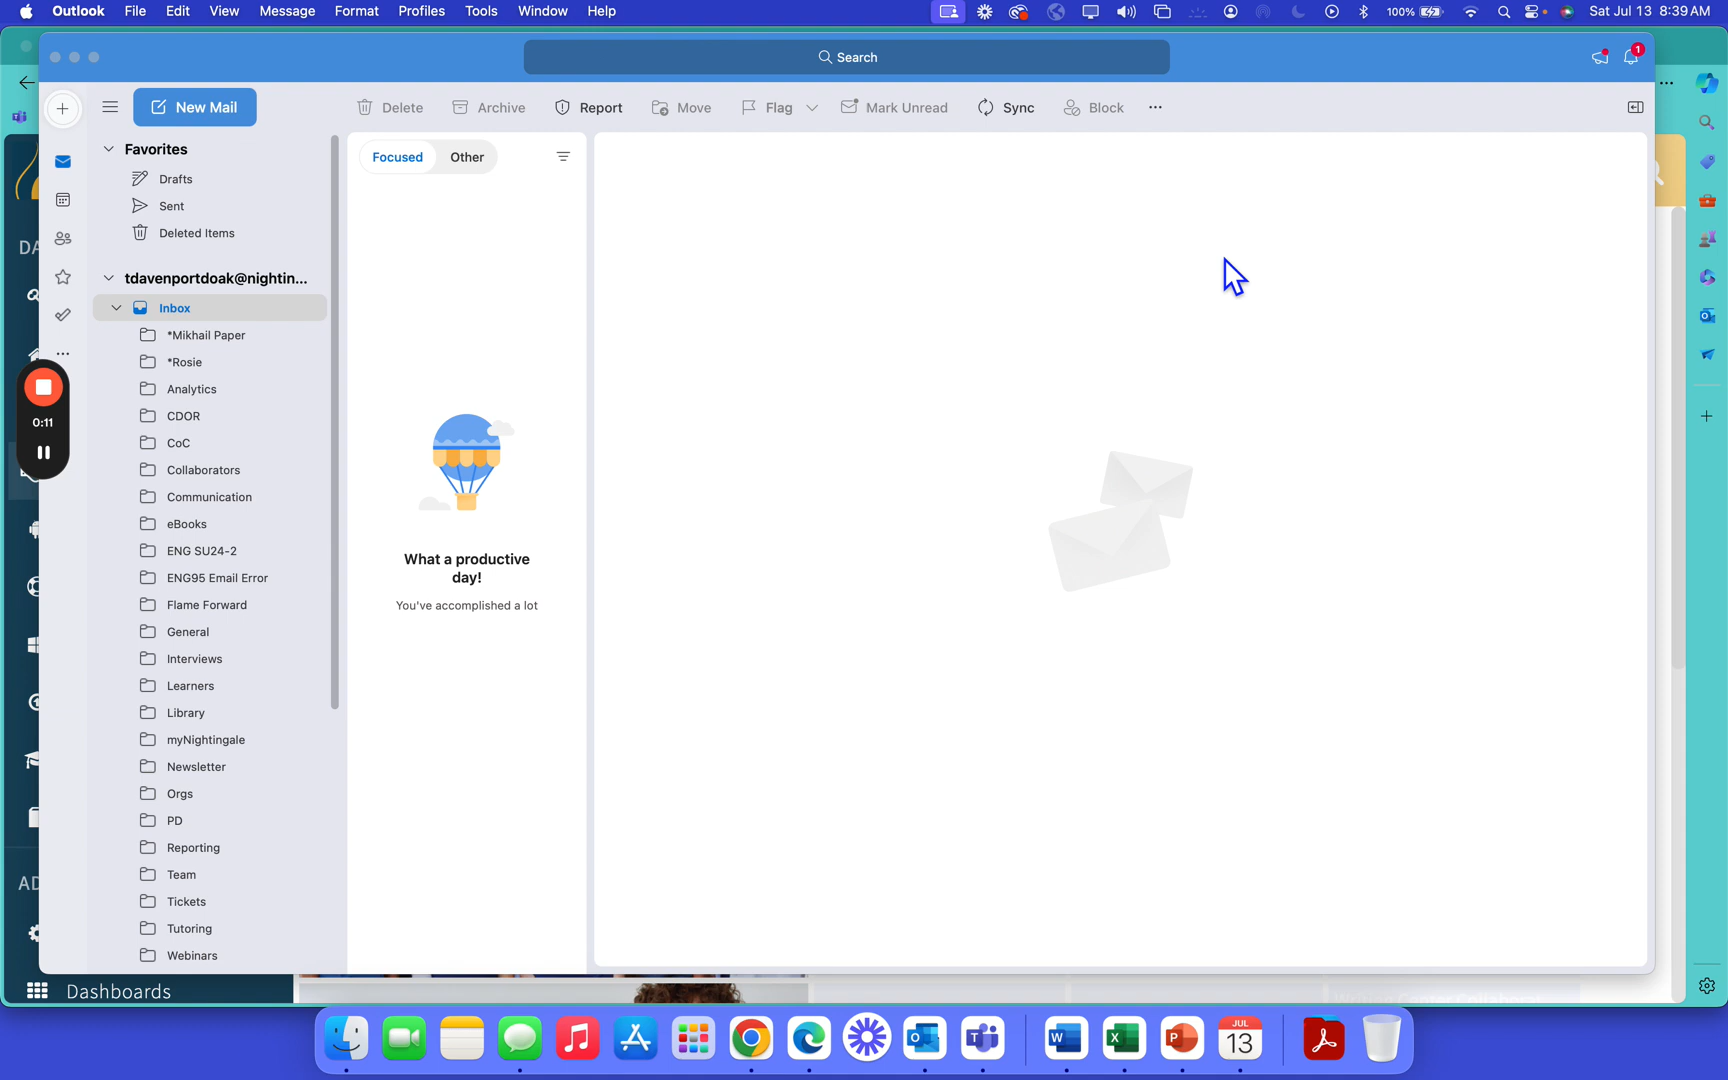 Outlook File Edit View Message Format Profiles Tools Window Help
100% Sat Jul 13 8:39 AM
Search
1
New Mail
Delete Archive Report Move Flag Mark Unread Sync Block
Favorites
Drafts
Sent
Deleted Items
tdavenportdoak@nightin...
Inbox
*Mikhail Paper
*Rosie
Analytics
CDOR
CoC
Collaborators
Communication
eBooks
ENG SU24-2
ENG95 Email Error
Flame Forward
General
Interviews
Learners
Library
myNightingale
Newsletter
Orgs
PD
Reporting
Team
Tickets
Tutoring
Webinars
Focused Other
What a productive
day!
You've accomplished a lot
0:11
DA
AD
Dashboards
JUL
13